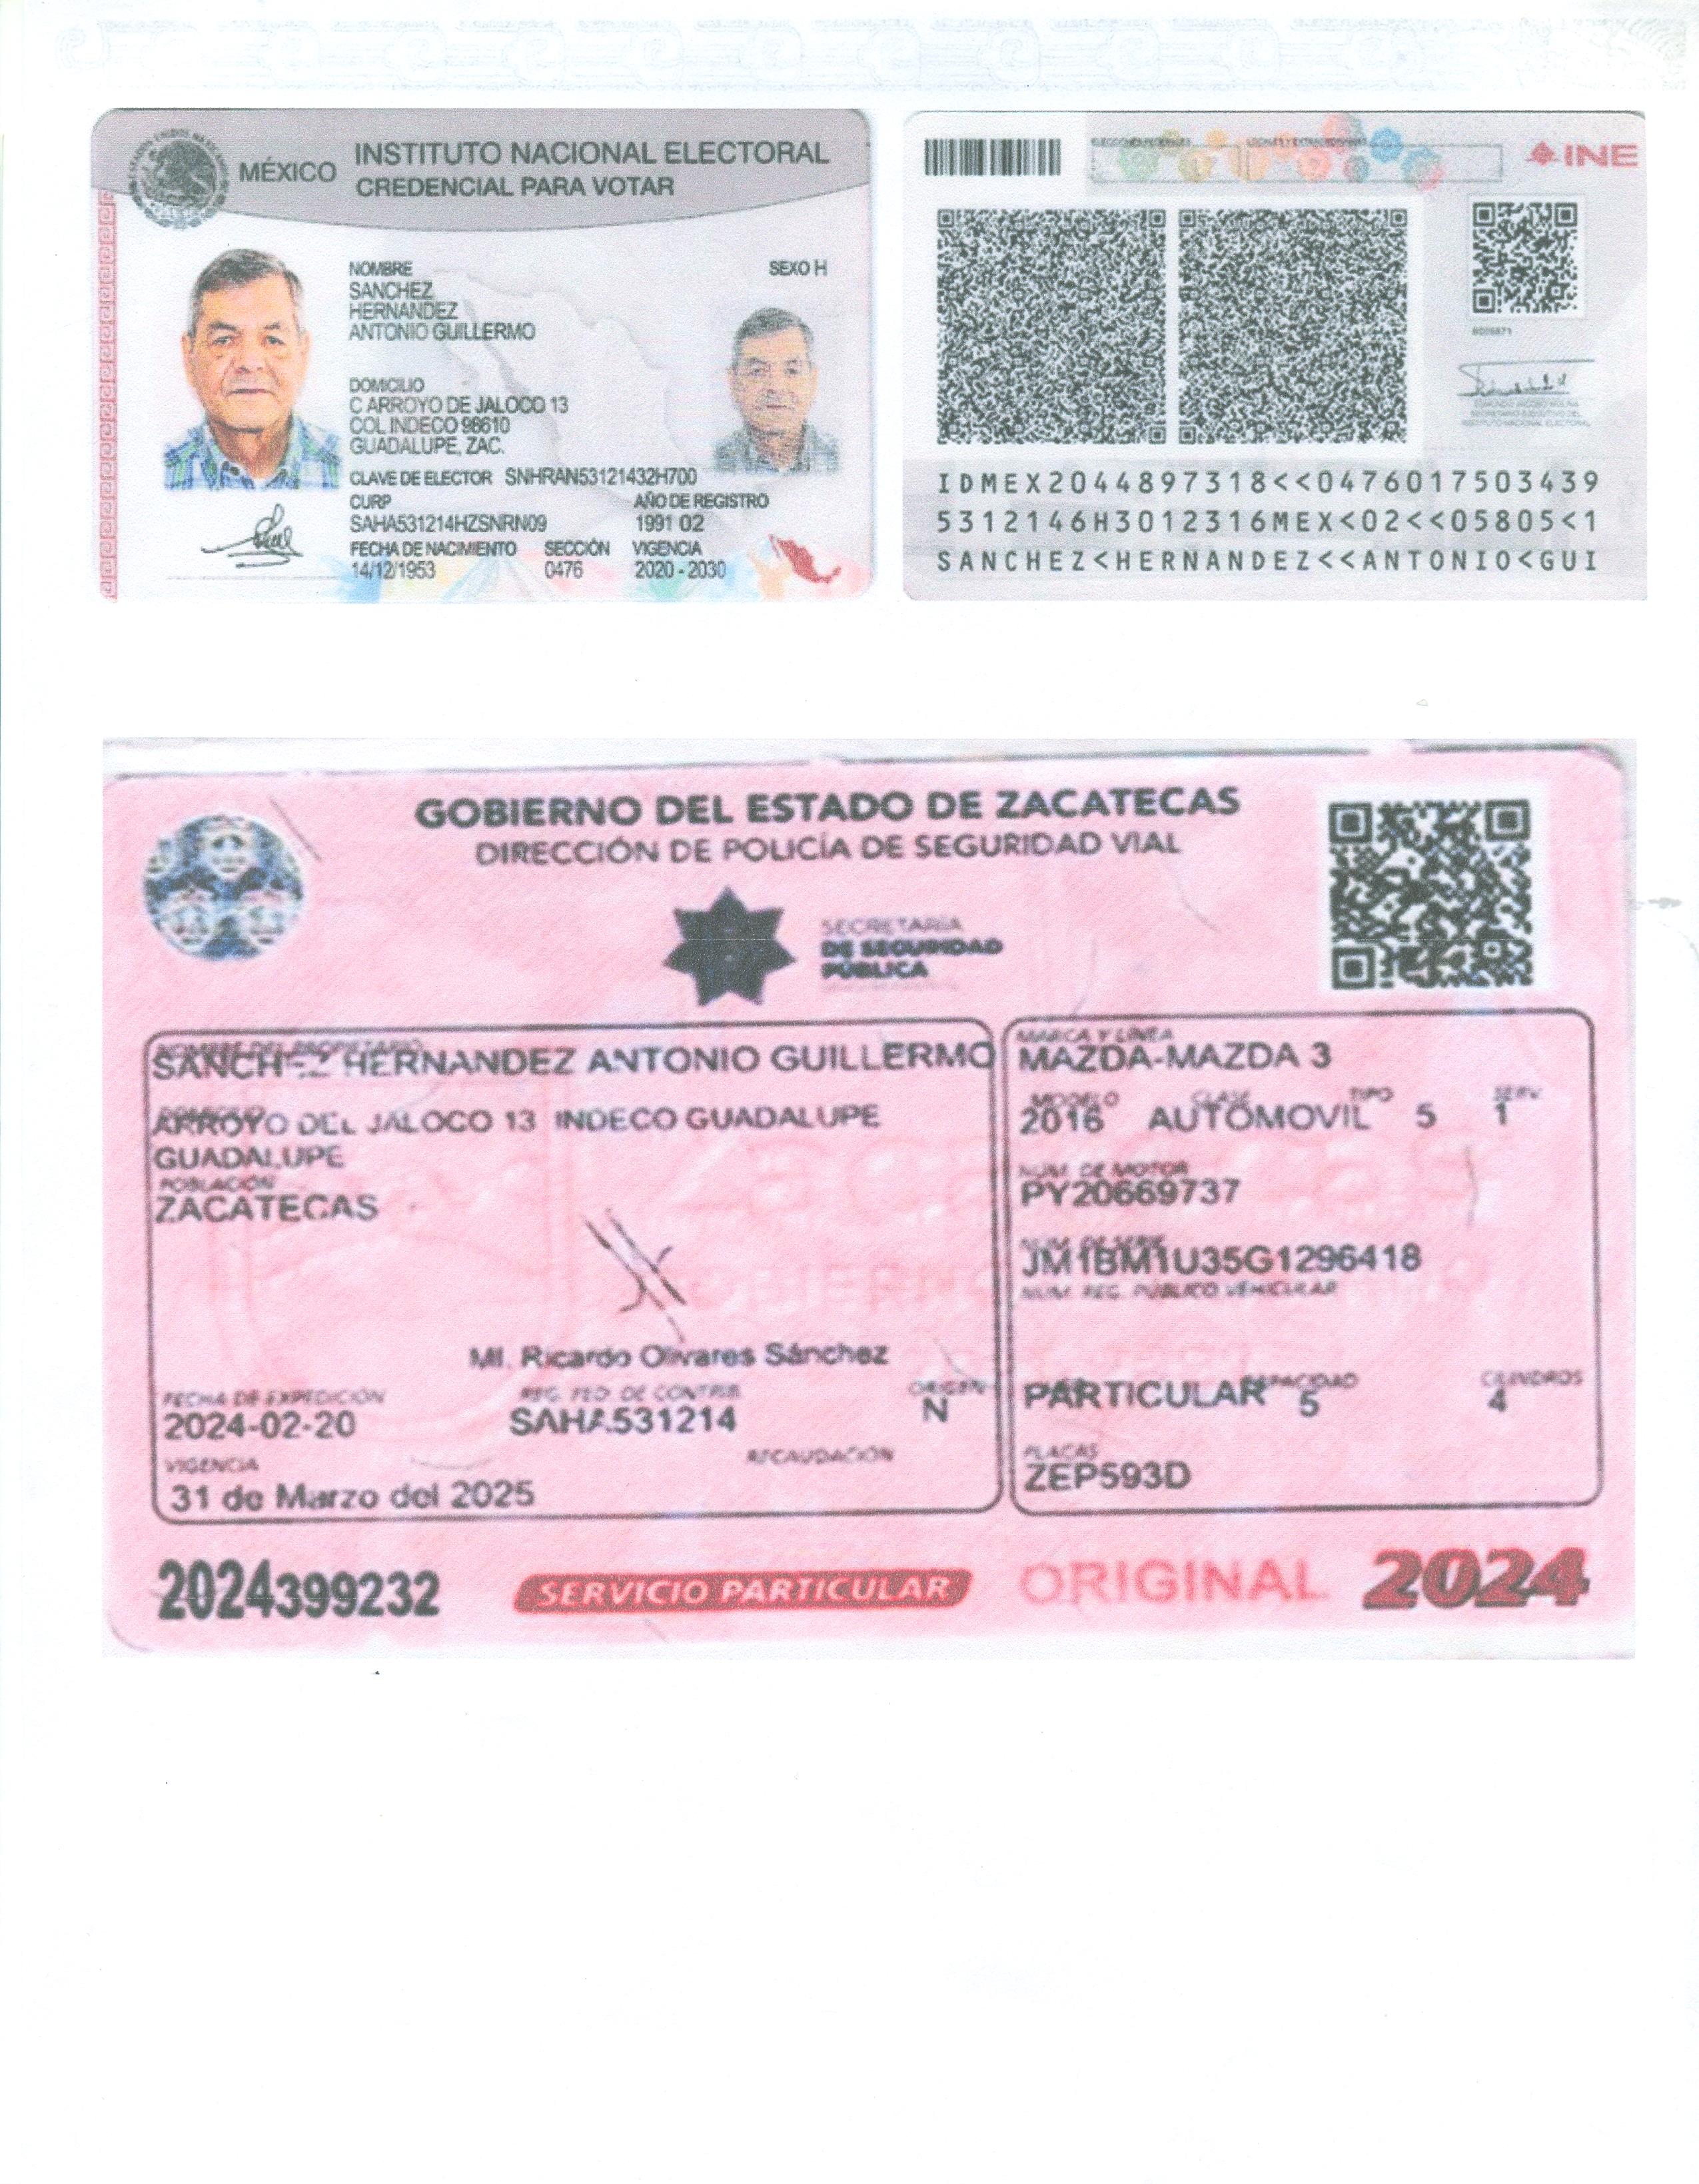 MÉXICO
INSTITUTO NACIONAL ELECTORAL
CREDENCIAL PARA VOTAR
NOMBRE
SANCHEZ
HERNANDEZ
ANTONIO GUILLERMO
SEXO H
DOMICILIO
C ARROYO DE JALOCO 13
COL INDECO 98610
GUADALUPE, ZAC.
CLAVE DE ELECTOR SNHRAN53121432H700
CURP
SAHA531214HZSNRN09
AÑO DE REGISTRO
1991 02
FECHA DE NACIMIENTO
14/12/1953
SECCIÓN
0476
VIGENCIA
2020 - 2030
INE
IDMEX2044897318<<0476017503439
5312146H3012316MEX<02<<05805<1
SANCHEZ<HERNANDEZ<<ANTONIO<GUI
GOBIERNO DEL ESTADO DE ZACATECAS
DIRECCIÓN DE POLICÍA DE SEGURIDAD VIAL
SECRETARÍA
DE SEGURIDAD
PÚBLICA
NOMBRE DEL PROPIETARIO
SANCHEZ HERNANDEZ ANTONIO GUILLERMO
ARROYO DEL JALOCO 13 INDECO GUADALUPE
GUADALUPE
POBLACIÓN
ZACATECAS
MI. Ricardo Olivares Sánchez
FECHA DE EXPEDICIÓN
2024-02-20
REG. FED. DE CONTRIB.
SAHA531214
ORIGEN
N
VIGENCIA
RECAUDACIÓN
31 de Marzo del 2025
MARCA Y LÍNEA
MAZDA-MAZDA 3
MODELO CLASE TIPO SERV.
2016 AUTOMOVIL 5 1
NUM. DE MOTOR
PY20669737
NUM. DE SERIE
JM1BM1U35G1296418
NUM. REG. PÚBLICO VEHICULAR
CAPACIDAD CILINDROS
PARTICULAR 5 4
PLACAS
ZEP593D
2024399232
SERVICIO PARTICULAR
ORIGINAL 2024